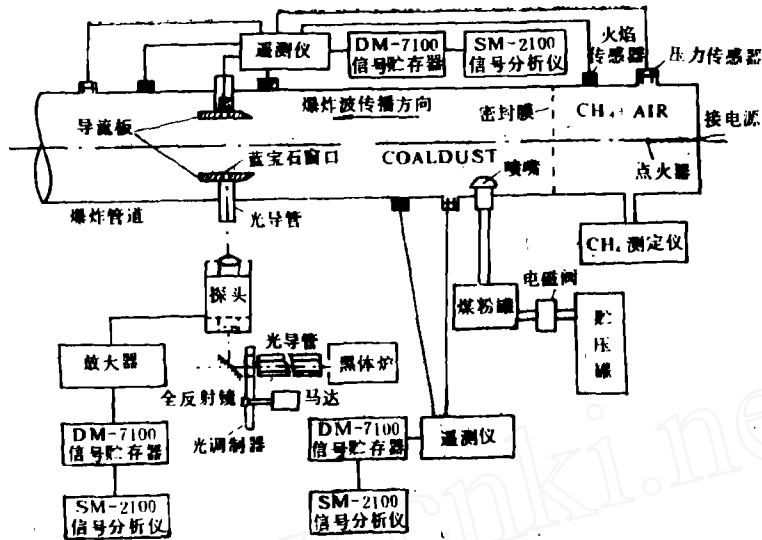 遥测仪
DM-7100
信号贮存器
SM-2100
信号分析仪
火焰
传感器
压力传感器
导流板
爆炸波传播方向
密封膜
CH₄+AIR
接电源
蓝宝石窗口
COALDUST
喷嘴
点火器
爆炸管道
光导管
CH₄测定仪
探头
煤粉罐
电磁阀
贮
压
罐
放大器
光导管
黑体炉
全反射镜
马达
光调制器
DM-7100
信号贮存器
SM-2100
信号分析仪
DM-7100
信号贮存器
遥测仪
SM-2100
信号分析仪
cnki.ne